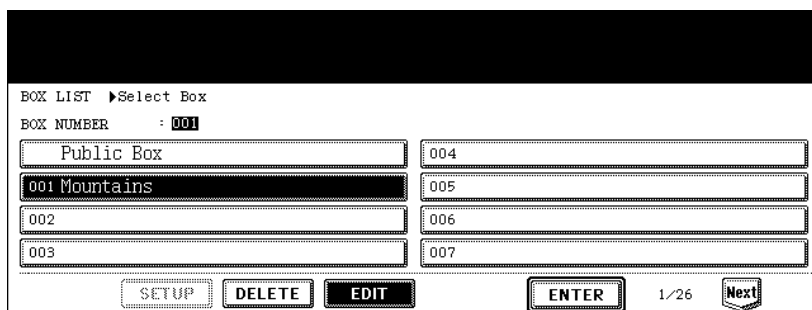 BOX LIST ▶Select Box
BOX NUMBER : 001
Public Box 004
001 Mountains 005
002 006
003 007
SETUP DELETE EDIT ENTER 1/26 Next